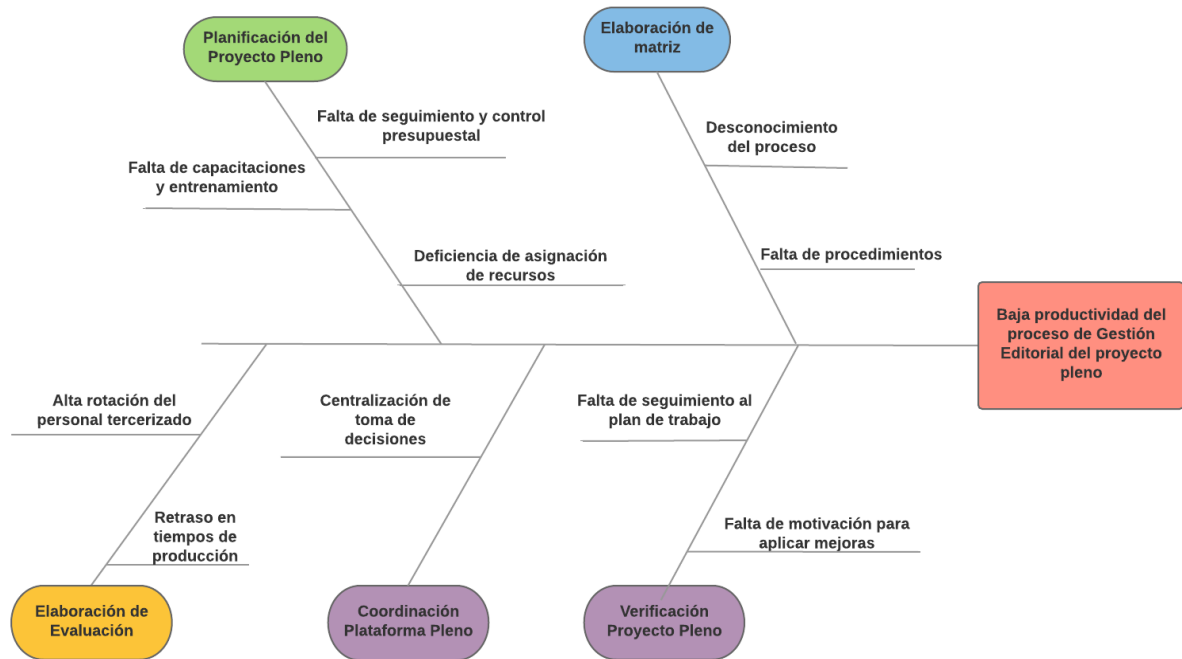 Planificación del
Proyecto Pleno
Elaboración de
matriz
Falta de seguimiento y control
presupuestal
Desconocimiento
del proceso
Falta de capacitaciones
y entrenamiento
Deficiencia de asignación
de recursos
Falta de procedimientos
Baja productividad del
proceso de Gestión
Editorial del proyecto
pleno
Alta rotación del
personal tercerizado
Centralización de
toma de
decisiones
Falta de seguimiento al
plan de trabajo
Retraso en
tiempos de
producción
Falta de motivación para
aplicar mejoras
Elaboración de
Evaluación
Coordinación
Plataforma Pleno
Verificación
Proyecto Pleno